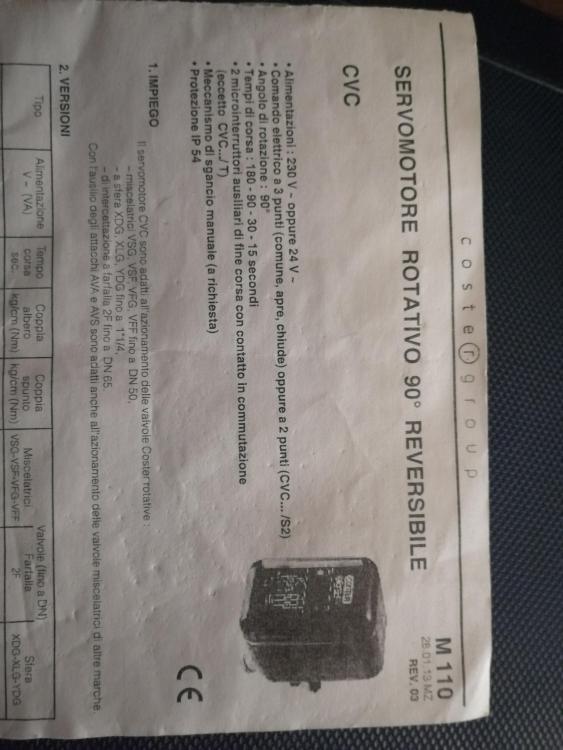 coster group
M 110
28.01.13 MZ
REV. 03
SERVOMOTORE ROTATIVO 90° REVERSIBILE
CVC
• Alimentazioni : 230 V ~ oppure 24 V ~
• Comando elettrico a 3 punti (comune, apre, chiude) oppure a 2 punti (CVC... /S2)
• Angolo di rotazione : 90°
• Tempi di corsa : 180 - 90 - 30 - 15 secondi
• 2 microinterruttori ausiliari di fine corsa con contatto in commutazione
(eccetto CVC.../ T)
• Meccanismo di sgancio manuale (a richiesta)
• Protezione IP 54
CE
1. IMPIEGO
Il servomotore CVC sono adatti all'azionamento delle valvole Coster rotative :
– miscelatrici VSG, VSF, VFG, VFF fino a DN 50,
- a sfera XDG, XLG, YDG fino a 1"1/4,
– di intercettazione a farfalla 2F fino a DN 65.
Con l'ausilio degli attacchi AVA e AVS sono adatti anche all'azionamento delle valvole miscelatrici di altre marche.
2. VERSIONI
Tipo
Alimentazione
V ~ (VA)
Tempo
corsa
sec.
Coppia
albero
kg/cm (Nm)
Coppia
spunto
kg/cm (Nm)
Valvole (fino a DN)
Miscelatrici
VSG-VSF-VFG-VFF
Farfalla
2F
Sfera
XDG-XLG-YDG